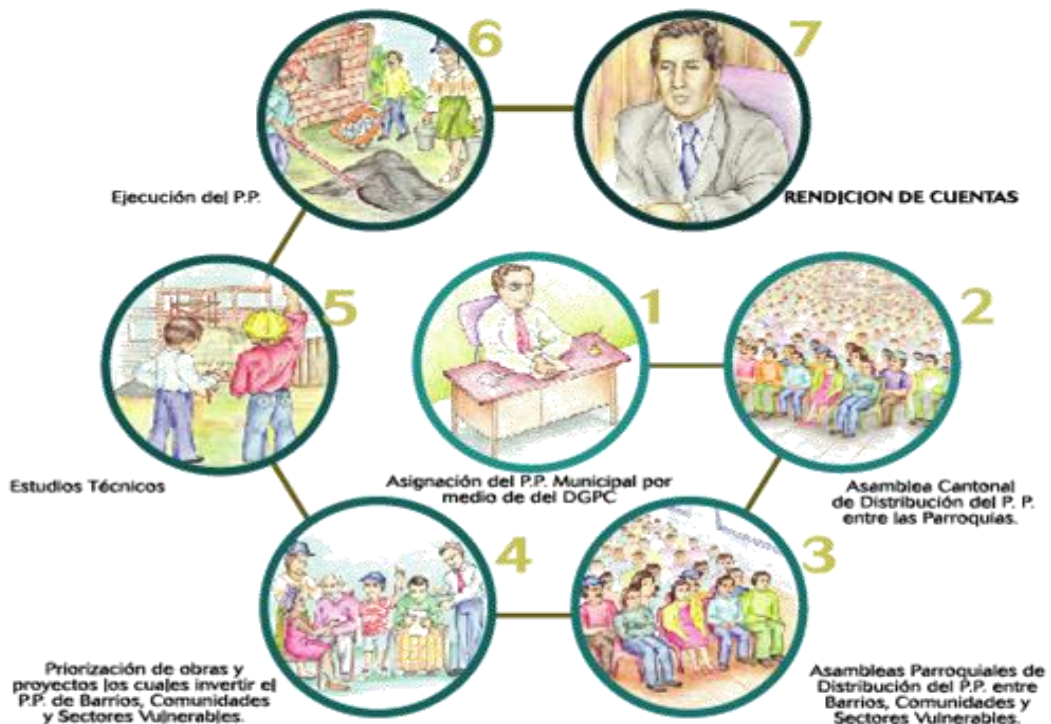 1
Asignación del P.P. Municipal por
medio de del DGPC
2
Asamblea Cantonal
de Distribución del P. P.
entre las Parroquias.
3
Asambleas Parroquiales de
Distribución del P.P. entre
Barrios, Comunidades y
Sectores Vulnerables.
4
Priorización de obras y
proyectos los cuales invertir el
P.P. de Barrios, Comunidades
y Sectores Vulnerables.
5
Estudios Técnicos
6
Ejecución del P.P.
7
RENDICION DE CUENTAS